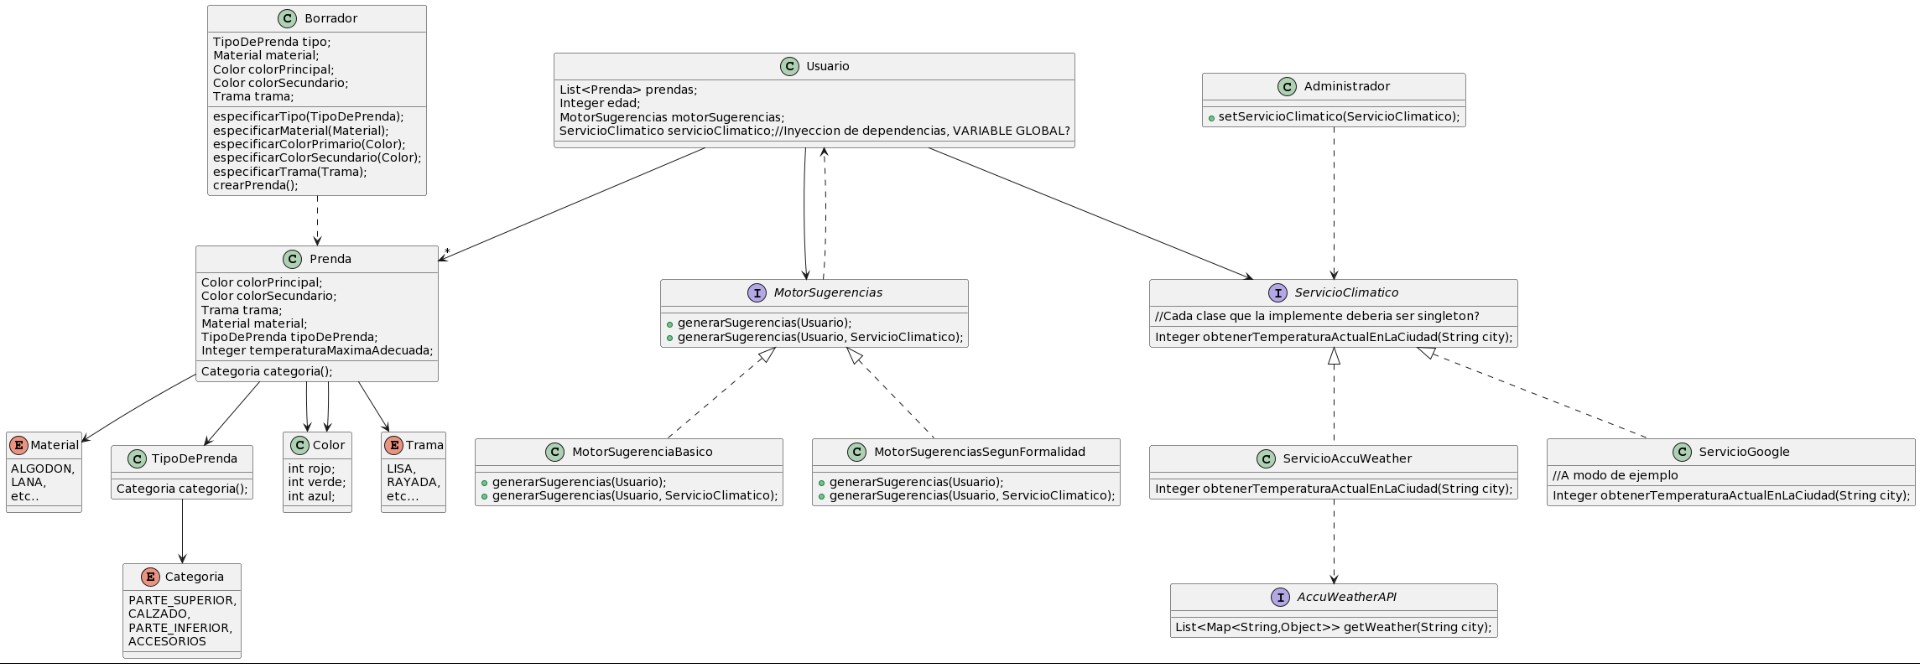 C Borrador
TipoDePrenda tipo;
Material material;
Color colorPrincipal;
Color colorSecundario;
Trama trama;
especificarTipo(TipoDePrenda);
especificarMaterial(Material);
especificarColorPrimario(Color);
especificarColorSecundario(Color);
especificarTrama(Trama);
crearPrenda();
C Usuario
List<Prenda> prendas;
Integer edad;
MotorSugerencias motorSugerencias;
ServicioClimatico servicioClimatico;//Inyeccion de dependencias, VARIABLE GLOBAL?
C Administrador
setServicioClimatico(ServicioClimatico);
*
C Prenda
Color colorPrincipal;
Color colorSecundario;
Trama trama;
Material material;
TipoDePrenda tipoDePrenda;
Integer temperaturaMaximaAdecuada;
Categoria categoria();
I MotorSugerencias
generarSugerencias(Usuario);
generarSugerencias(Usuario, ServicioClimatico);
I ServicioClimatico
//Cada clase que la implemente deberia ser singleton?
Integer obtenerTemperaturaActualEnLaCiudad(String city);
E Material
ALGODON,
LANA,
etc..
C TipoDePrenda
Categoria categoria();
C Color
int rojo;
int verde;
int azul;
E Trama
LISA,
RAYADA,
etc...
C MotorSugerenciaBasico
generarSugerencias(Usuario);
generarSugerencias(Usuario, ServicioClimatico);
C MotorSugerenciasSegunFormalidad
generarSugerencias(Usuario);
generarSugerencias(Usuario, ServicioClimatico);
C ServicioAccuWeather
Integer obtenerTemperaturaActualEnLaCiudad(String city);
C ServicioGoogle
//A modo de ejemplo
Integer obtenerTemperaturaActualEnLaCiudad(String city);
E Categoria
PARTE_SUPERIOR,
CALZADO,
PARTE_INFERIOR,
ACCESORIOS
I AccuWeatherAPI
List<Map<String,Object>> getWeather(String city);